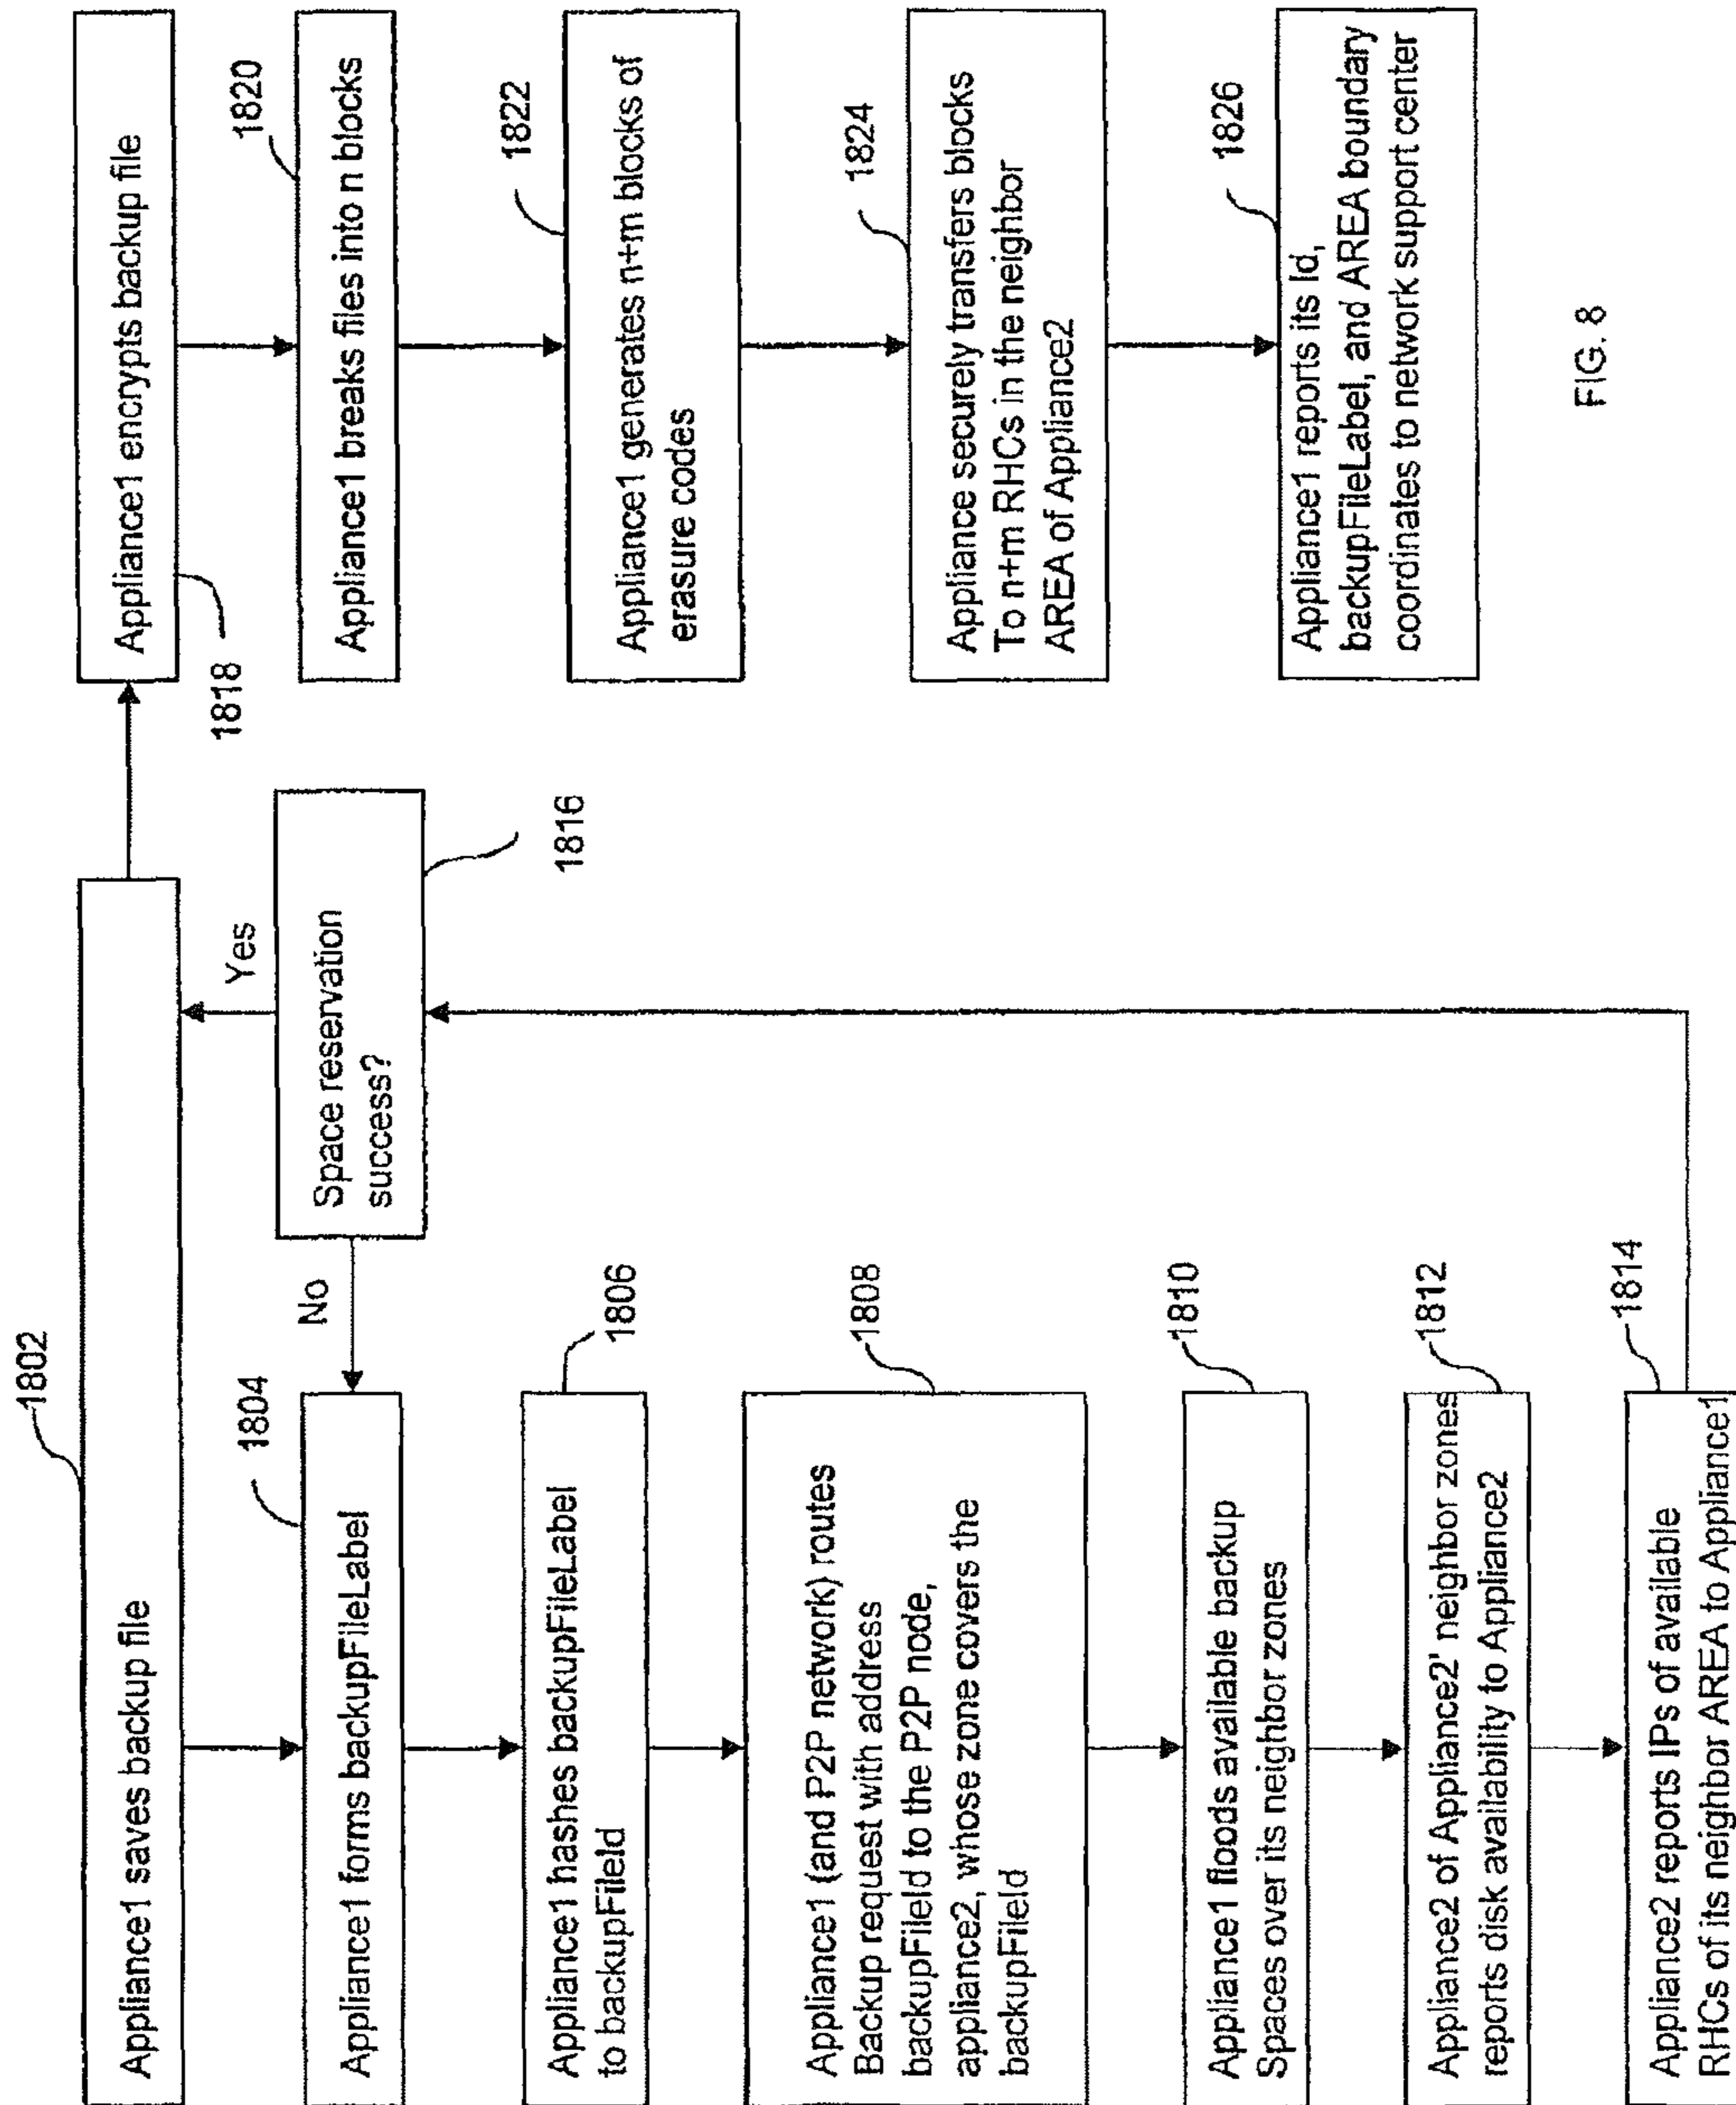 1802
Appliance1 saves backup file
1804
Appliance1 forms backupFileLabel
1806
Appliance1 hashes backupFileLabel
to backupFileId
1808
Appliance1 (and P2P network) routes
Backup request with address
backupFileId to the P2P node,
appliance2, whose zone covers the
backupFileId
1810
Appliance1 floods available backup
Spaces over its neighbor zones
1812
Appliance2 of Appliance2' neighbor zones
reports disk availability to Appliance2
1814
Appliance2 reports IPs of available
RHCs of its neighbor AREA to Appliance1
Yes
No
Space reservation
success?
1816
Appliance1 encrypts backup file
1818
1820
Appliance1 breaks files into n blocks
1822
Appliance1 generates n+m blocks of
erasure codes
1824
Appliance securely transfers blocks
To n+m RHCs in the neighbor
AREA of Appliance2
1826
Appliance1 reports its Id,
backupFileLabel, and AREA boundary
coordinates to network support center
FIG. 8